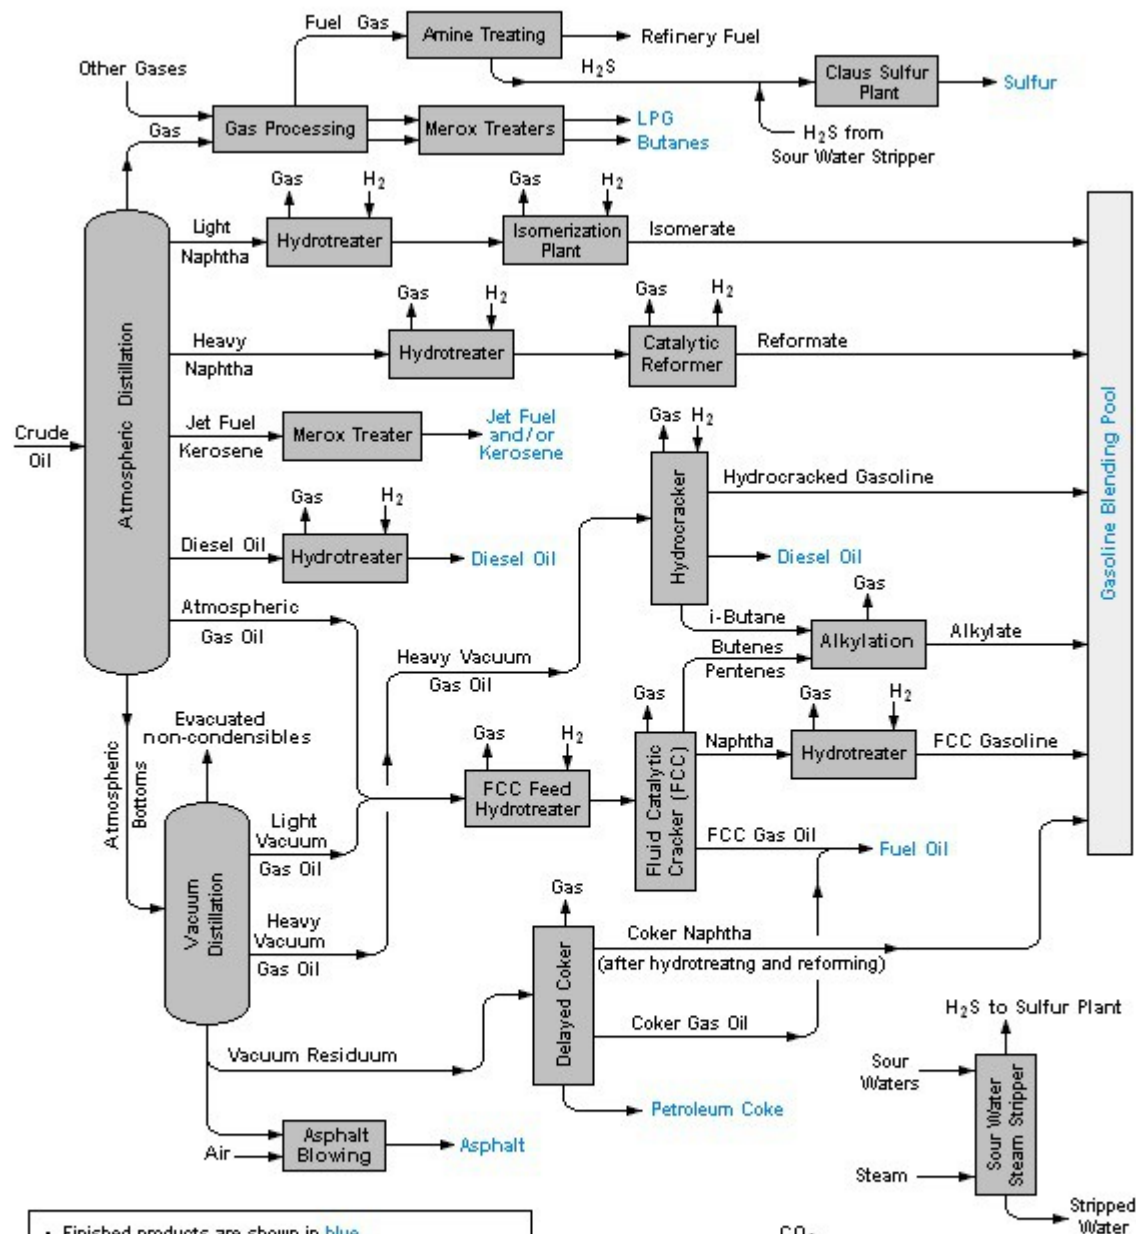 Fuel Gas
Amine Treating
Refinery Fuel
Other Gases
H2S
Claus Sulfur
Plant
Sulfur
Gas
Gas Processing
Merox Treaters
LPG
Butanes
H2S from
Sour Water Stripper
Gas
H2
Gas
H2
Light
Naphtha
Hydrotreater
Isomerization
Plant
Isomerate
Gas
H2
Gas
H2
Heavy
Naphtha
Hydrotreater
Catalytic
Reformer
Reformate
Atmospheric Distillation
Crude
Oil
Jet Fuel
Kerosene
Merox Treater
Jet Fuel
and/or
Kerosene
Gas
H2
Hydrocracker
Hydrocracked Gasoline
Gasoline Blending Pool
Gas
H2
Diesel Oil
Hydrotreater
Diesel Oil
Diesel Oil
Gas
Atmospheric
Gas Oil
i-Butane
Butenes
Pentenes
Alkylation
Alkylate
Heavy Vacuum
Gas Oil
Evacuated
non-condensibles
Gas
Gas
H2
Naphtha
Hydrotreater
FCC Gasoline
Atmospheric
Bottoms
Gas
H2
FCC Feed
Hydrotreater
Fluid Catalytic
Cracker (FCC)
Light
Vacuum
Gas Oil
FCC Gas Oil
Fuel Oil
Vacuum
Distillation
Heavy
Vacuum
Gas Oil
Gas
Delayed Coker
Coker Naphtha
(after hydrotreatng and reforming)
Coker Gas Oil
Vacuum Residuum
Petroleum Coke
H2S to Sulfur Plant
Sour
Waters
Sour Water
Steam Stripper
Steam
Stripped
Water
Air
Asphalt
Blowing
Asphalt
• Finished products are shown in blue
CO2